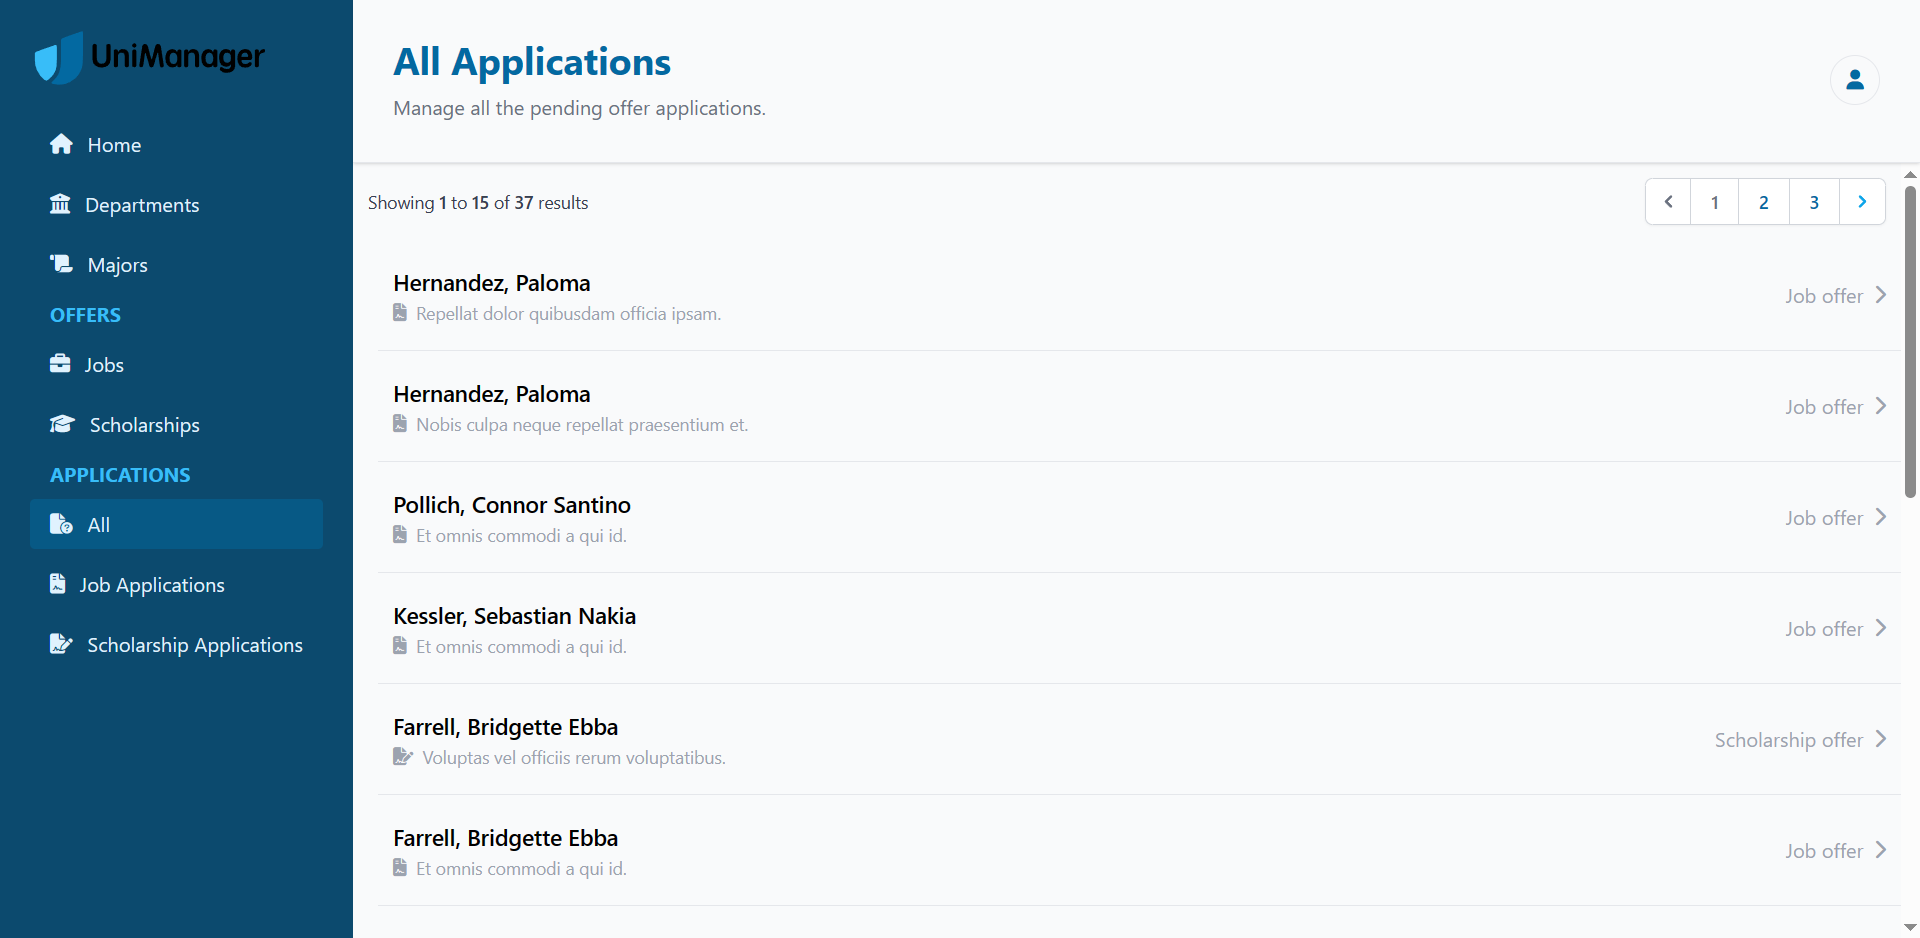 UniManager
Home
Departments
Majors
OFFERS
Jobs
Scholarships
APPLICATIONS
All
Job Applications
Scholarship Applications
All Applications
Manage all the pending offer applications.
Showing 1 to 15 of 37 results
1 2 3
Hernandez, Paloma
Repellat dolor quibusdam officia ipsam.
Job offer
Hernandez, Paloma
Nobis culpa neque repellat praesentium et.
Job offer
Pollich, Connor Santino
Et omnis commodi a qui id.
Job offer
Kessler, Sebastian Nakia
Et omnis commodi a qui id.
Job offer
Farrell, Bridgette Ebba
Voluptas vel officiis rerum voluptatibus.
Scholarship offer
Farrell, Bridgette Ebba
Et omnis commodi a qui id.
Job offer